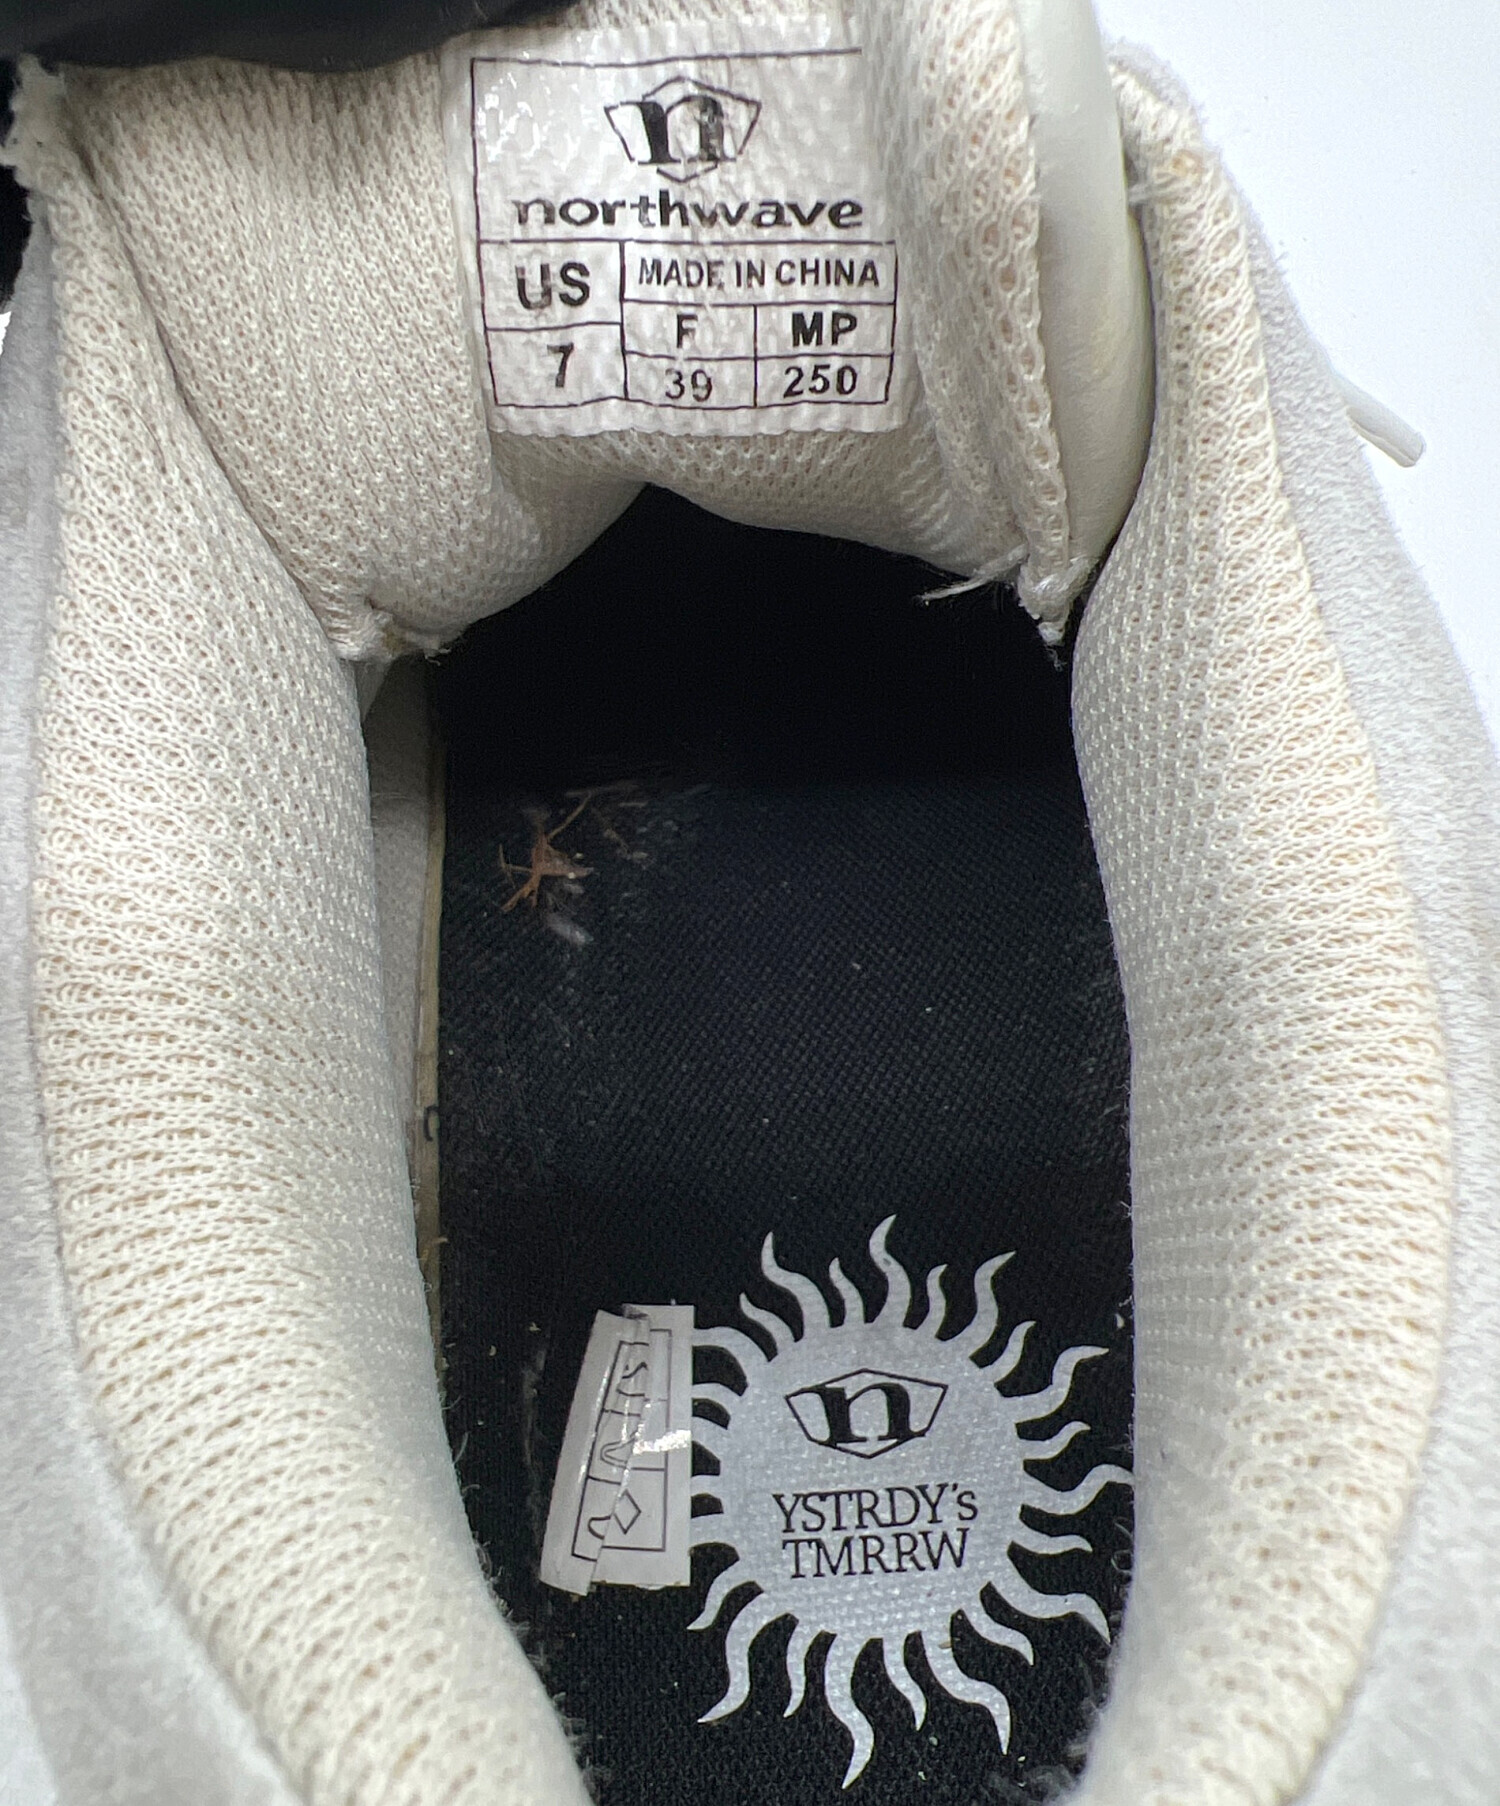 n
northwave
US
MADE IN CHINA
F
MP
7
39
250
n
YSTRDY's
TMRRW